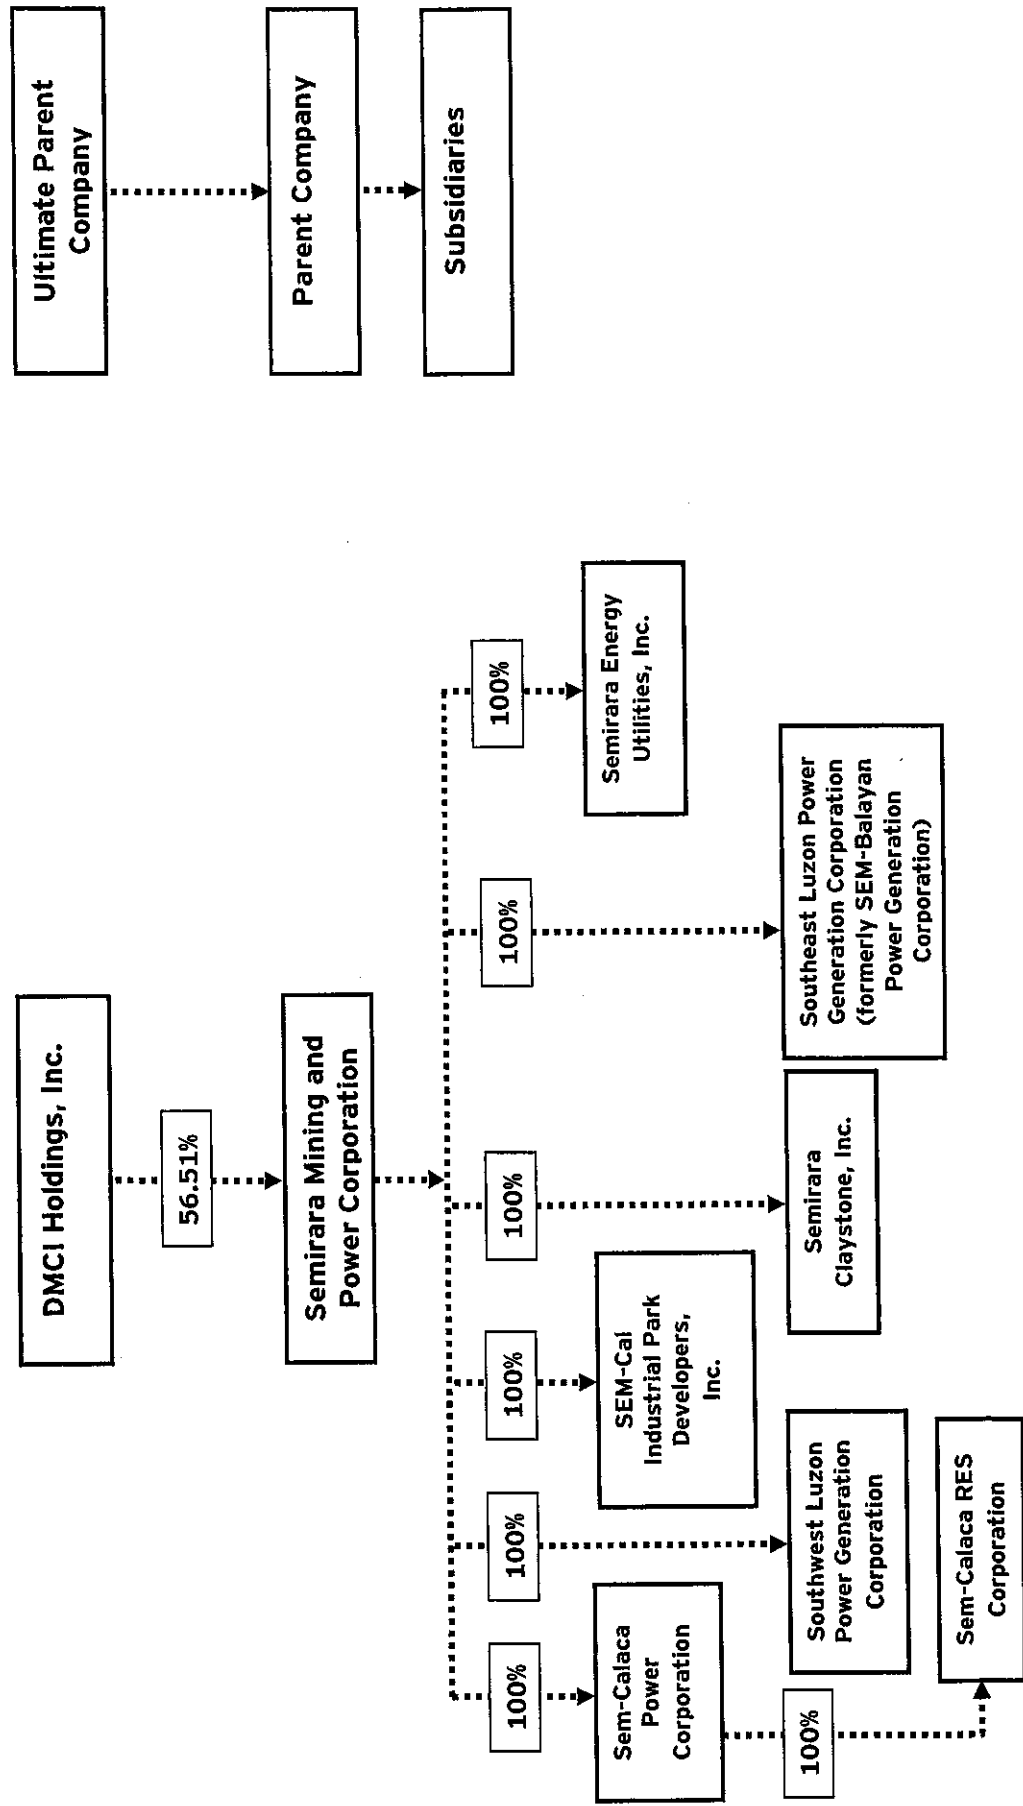 DMCI Holdings, Inc.
Ultimate Parent
Company
56.51%
Semirara Mining and
Power Corporation
Parent Company
100%
100%
100%
100%
100%
100%
Subsidiaries
Sem-Calaca
Power
Corporation
SEM-Cal
Industrial Park
Developers,
Inc.
Semirara Energy
Utilities, Inc.
100%
Southwest Luzon
Power Generation
Corporation
Semirara
Claystone, Inc.
Southeast Luzon Power
Generation Corporation
(formerly SEM-Balayan
Power Generation
Corporation)
Sem-Calaca RES
Corporation